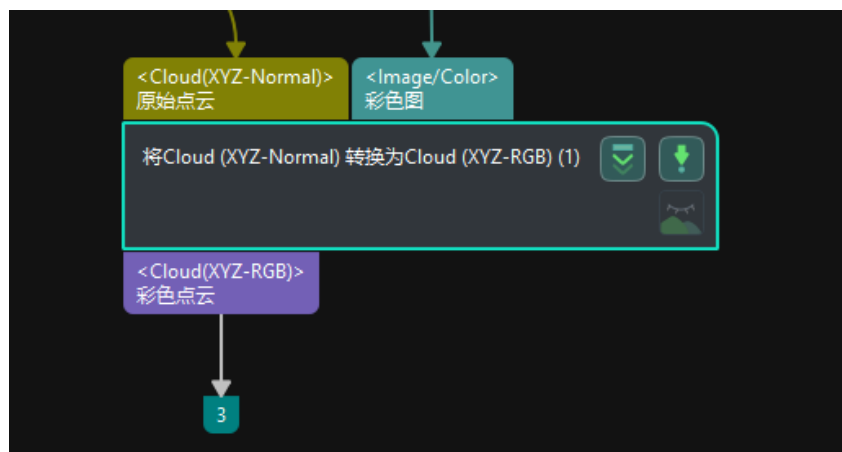 <Cloud(XYZ-Normal)>
原始点云
<Image/Color>
彩色图
将Cloud (XYZ-Normal) 转换为Cloud (XYZ-RGB) (1)
<Cloud(XYZ-RGB)>
彩色点云
3